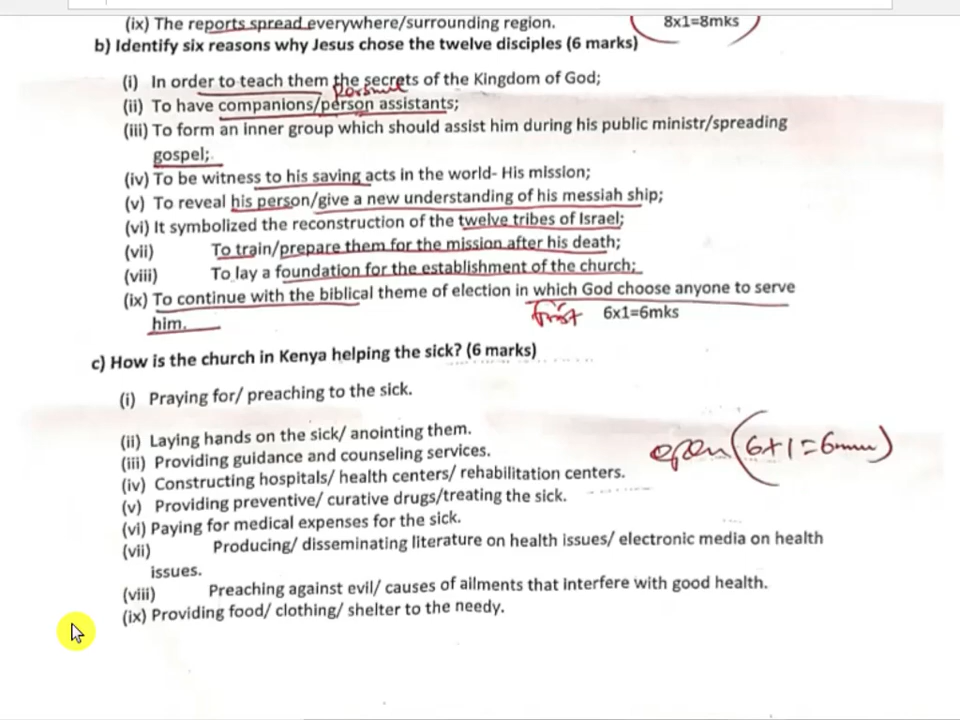 (ix) The reports spread everywhere/surrounding region.
8x1=8mks
b) Identify six reasons why Jesus chose the twelve disciples (6 marks)
(i) In order to teach them the secrets of the Kingdom of God;
(ii) To have companions/person assistants;
(iii) To form an inner group which should assist him during his public ministr/spreading
gospel;
(iv) To be witness to his saving acts in the world- His mission;
(v) To reveal his person/give a new understanding of his messiah ship;
(vi) It symbolized the reconstruction of the twelve tribes of Israel;
(vii) To train/prepare them for the mission after his death;
(viii) To lay a foundation for the establishment of the church;
(ix) To continue with the biblical theme of election in which God choose anyone to serve
him.
first 6x1=6mks
c) How is the church in Kenya helping the sick? (6 marks)
(i) Praying for/ preaching to the sick.
(ii) Laying hands on the sick/ anointing them.
(iii) Providing guidance and counseling services.
open (6x1=6
(iv) Constructing hospitals/ health centers/ rehabilitation centers.
(v) Providing preventive/ curative drugs/treating the sick.
(vi) Paying for medical expenses for the sick.
(vii) Producing/ disseminating literature on health issues/ electronic media on health
issues.
(viii) Preaching against evil/ causes of ailments that interfere with good health.
(ix) Providing food/ clothing/ shelter to the needy.